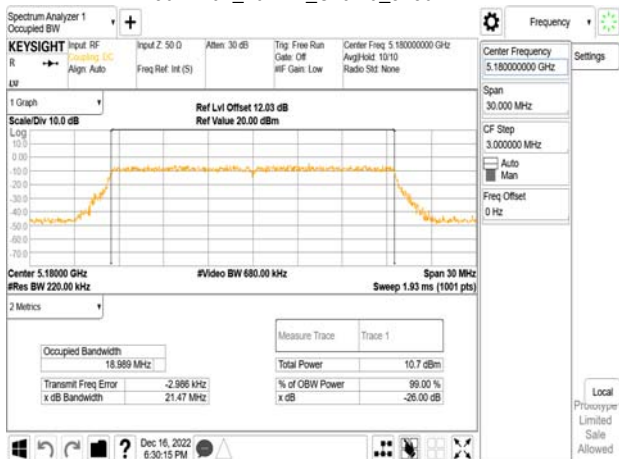 Spectrum Analyzer 1
Occupied BW
+
Frequency
KEYSIGHT
R
LXI
Input: RF
Coupling: DC
Align: Auto
Input Z: 50 Ω
Freq Ref: Int (S)
Atten: 30 dB
Trig: Free Run
Gate: Off
#IF Gain: Low
Center Freq: 5.180000000 GHz
Avg|Hold: 10/10
Radio Std: None
Center Frequency
5.180000000 GHz
Settings
Span
30.000 MHz
CF Step
3.000000 MHz
Auto
Man
Freq Offset
0 Hz
1 Graph
Scale/Div 10.0 dB
Ref Lvl Offset 12.03 dB
Ref Value 20.00 dBm
Log
10.0
0.00
-10.0
-20.0
-30.0
-40.0
-50.0
-60.0
-70.0
Center 5.18000 GHz
#Res BW 220.00 kHz
#Video BW 680.00 kHz
Span 30 MHz
Sweep 1.93 ms (1001 pts)
2 Metrics
Measure Trace
Trace 1
Occupied Bandwidth
18.989 MHz
Total Power
10.7 dBm
Transmit Freq Error
-2.986 kHz
% of OBW Power
99.00 %
x dB Bandwidth
21.47 MHz
x dB
-26.00 dB
Local
Prototype
Limited
Sale
Allowed
?
Dec 16, 2022
6:30:15 PM